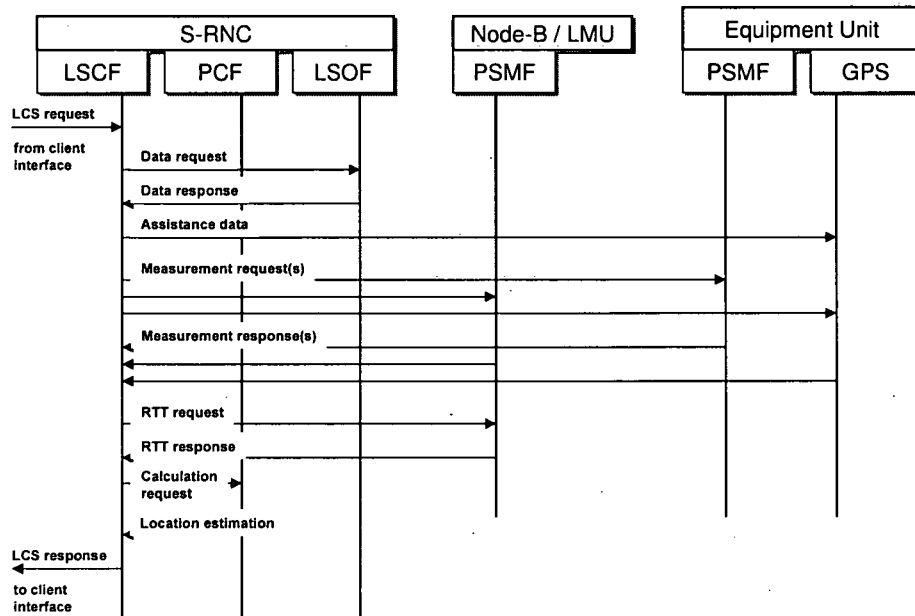 S-RNC
Node-B / LMU
Equipment Unit
LSCF
PCF
LSOF
PSMF
PSMF
GPS
LCS request
from client
interface
Data request
Data response
Assistance data
Measurement request(s)
Measurement response(s)
RTT request
RTT response
Calculation
request
Location estimation
LCS response
to client
interface